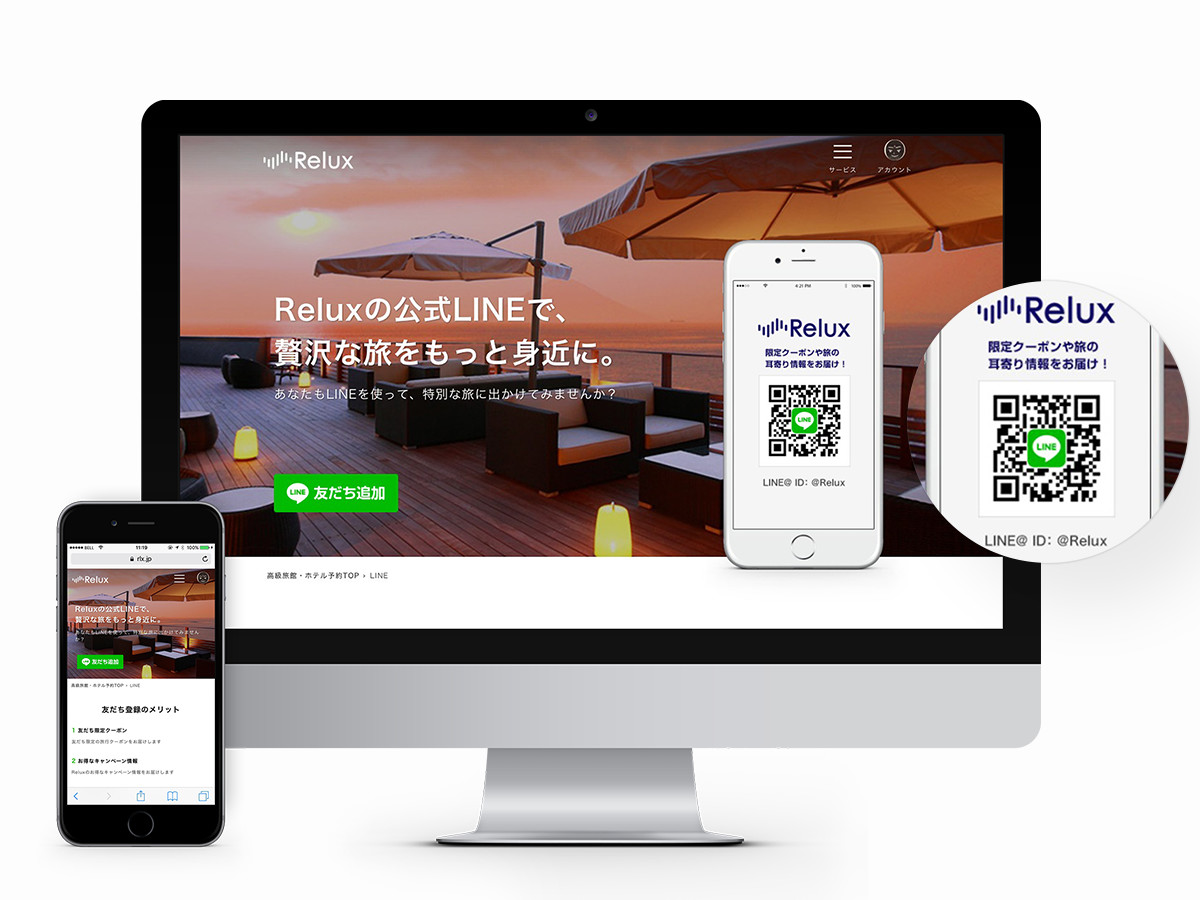 Relux
サービス
アカウント
Reluxの公式LINEで、
贅沢な旅をもっと身近に。
あなたもLINEを使って、特別な旅に出かけてみませんか？
LINE 友だち追加
高級旅館・ホテル予約TOP › LINE
4:21 PM
100%
Relux
限定クーポンや旅の
耳寄り情報をお届け！
LINE
LINE@ ID: @Relux
Relux
限定クーポンや旅の
耳寄り情報をお届け！
LINE
LINE@ ID: @Relux
BELL
11:19
100%
rlx.jp
Relux
Reluxの公式LINEで、
贅沢な旅をもっと身近に。
あなたもLINEを使って、特別な旅に出かけてみません
か？
友だち追加
高級旅館・ホテル予約TOP › LINE
友だち登録のメリット
1 友だち限定クーポン
友だち限定の旅行クーポンをお届けします
2 お得なキャンペーン情報
Reluxのお得なキャンペーン情報をお届けします